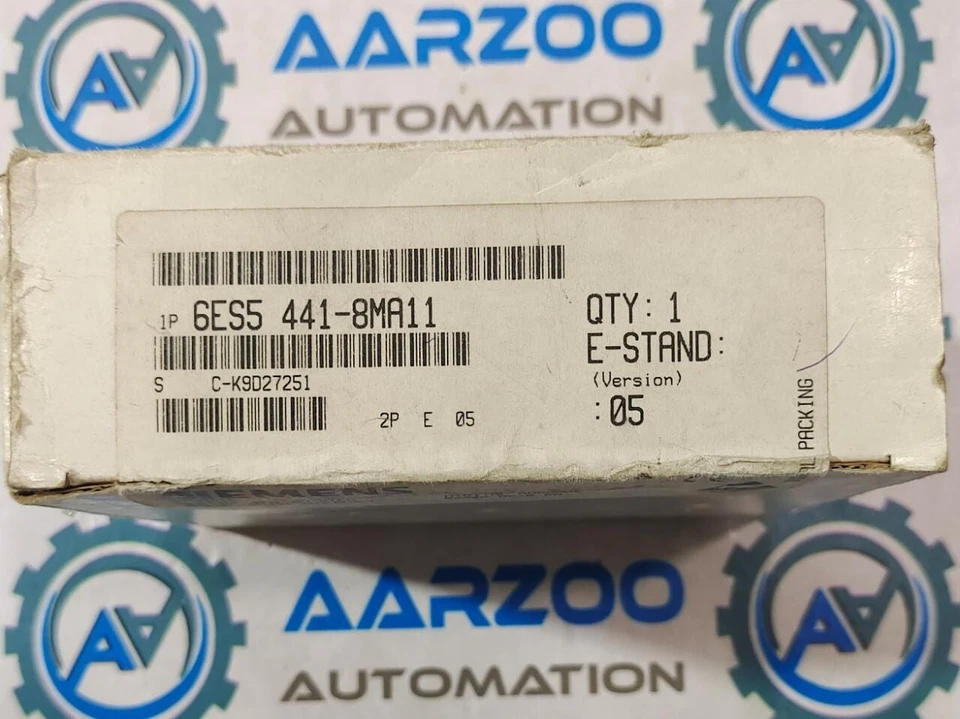 AARZOO
AUTOMATION
1P 6ES5 441-8MA11
S C-K9D27251
2P E 05
QTY: 1
E-STAND:
(Version)
:05
PACKING
SIEMENS
AARZOO
AUTOMATION